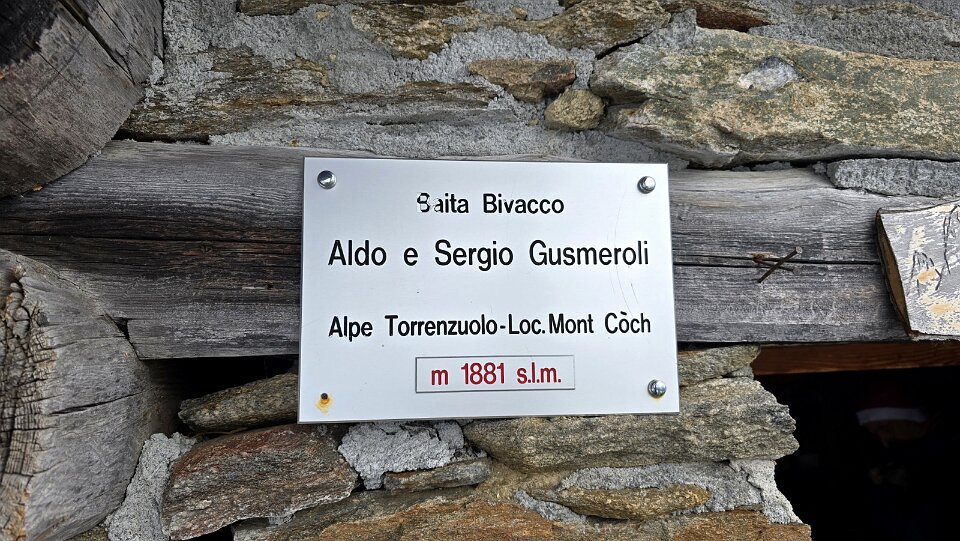 Baita Bivacco
Aldo e Sergio Gusmeroli
Alpe Torrenzuolo-Loc.Mont Còch
m 1881 s.l.m.